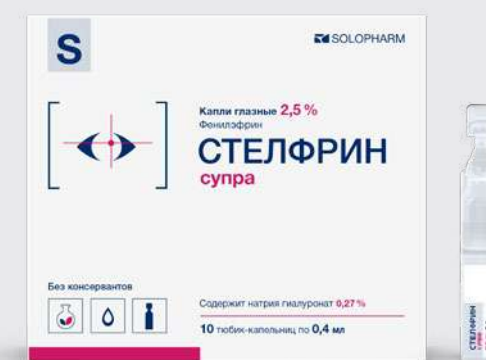 S
SOLOPHARM
Капли глазные 2,5 %
Фенилэфрин
СТЕЛФРИН
супра
Без консервантов
Содержит натрия гиалуронат 0,27 %
10 тюбик-капельниц по 0,4 мл
СТЕЛФРИН
супра